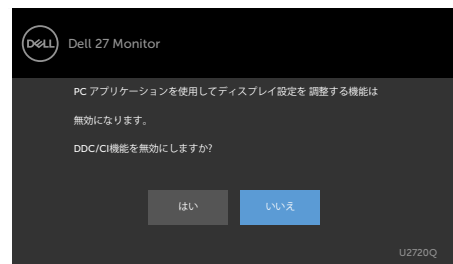 DELL Dell 27 Monitor
PC アプリケーションを使用してディスプレイ設定を 調整する機能は
無効になります。
DDC/CI機能を無効にしますか?
はい いいえ
U2720Q